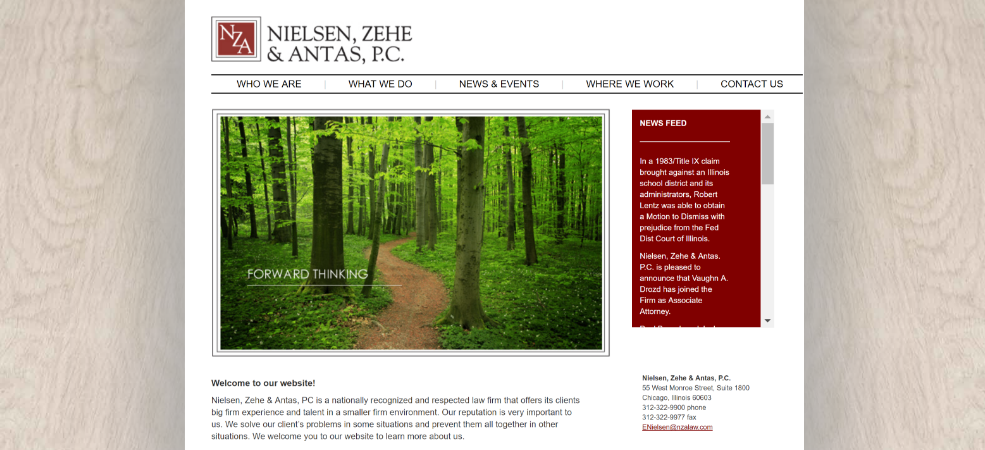 NZA
NIELSEN, ZEHE
& ANTAS, P.C.
WHO WE ARE | WHAT WE DO | NEWS & EVENTS | WHERE WE WORK | CONTACT US
FORWARD THINKING
NEWS FEED
In a 1983/Title IX claim
brought against an Illinois
school district and its
administrators, Robert
Lentz was able to obtain
a Motion to Dismiss with
prejudice from the Fed
Dist Court of Illinois.
Nielsen, Zehe & Antas.
P.C. is pleased to
announce that Vaughn A.
Drozd has joined the
Firm as Associate
Attorney.
Welcome to our website!
Nielsen, Zehe & Antas, PC is a nationally recognized and respected law firm that offers its clients
big firm experience and talent in a smaller firm environment. Our reputation is very important to
us. We solve our client's problems in some situations and prevent them all together in other
situations. We welcome you to our website to learn more about us.
Nielsen, Zehe & Antas, P.C.
55 West Monroe Street, Suite 1800
Chicago, Illinois 60603
312-322-9900 phone
312-322-9977 fax
ENielsen@nzalaw.com